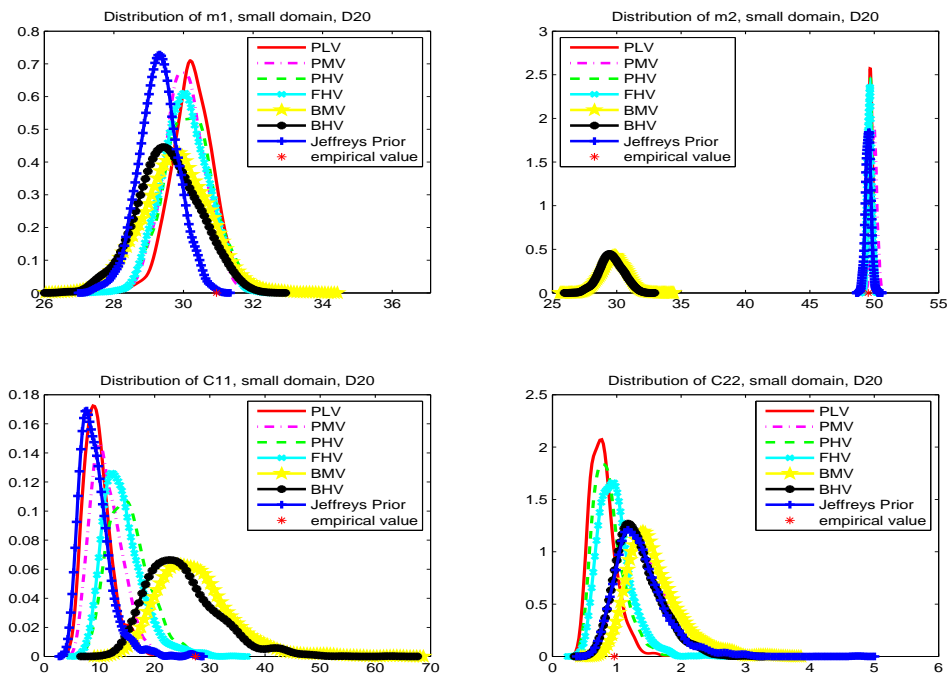 Distribution of m1, small domain, D20
0.8
0.7
0.6
0.5
0.4
0.3
0.2
0.1
0
26 28 30 32 34 36
PLV
PMV
PHV
FHV
BMV
BHV
Jeffreys Prior
empirical value
Distribution of m2, small domain, D20
3
2.5
2
1.5
1
0.5
0
25 30 35 40 45 50 55
PLV
PMV
PHV
FHV
BMV
BHV
Jeffreys Prior
empirical value
Distribution of C11, small domain, D20
0.18
0.16
0.14
0.12
0.1
0.08
0.06
0.04
0.02
0
0 10 20 30 40 50 60 70
PLV
PMV
PHV
FHV
BMV
BHV
Jeffreys Prior
empirical value
Distribution of C22, small domain, D20
2.5
2
1.5
1
0.5
0
0 1 2 3 4 5 6
PLV
PMV
PHV
FHV
BMV
BHV
Jeffreys Prior
empirical value